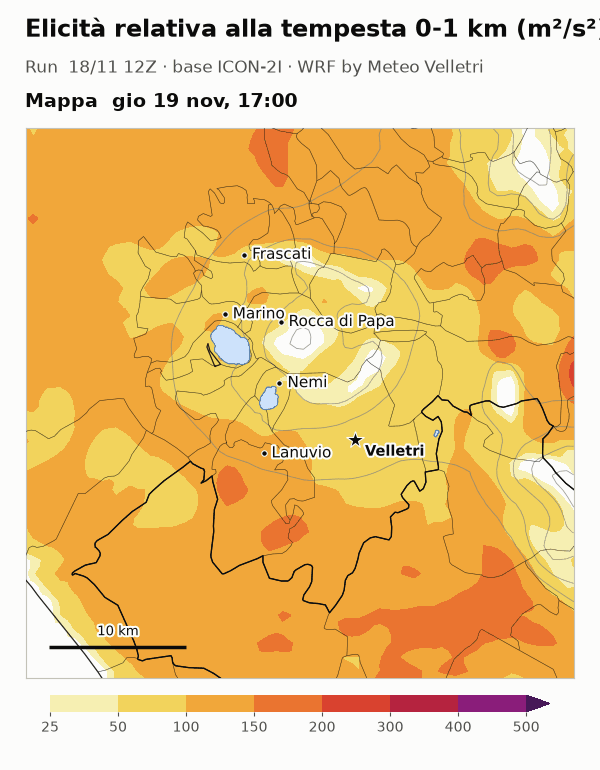 Elicità relativa alla tempesta 0-1 km (m²/s²)
Run 18/11 12Z · base ICON-2I · WRF by Meteo Velletri
Mappa gio 19 nov, 17:00
Frascati
Marino
Rocca di Papa
Nemi
Velletri
Lanuvio
10 km
25 50 100 150 200 300 400 500